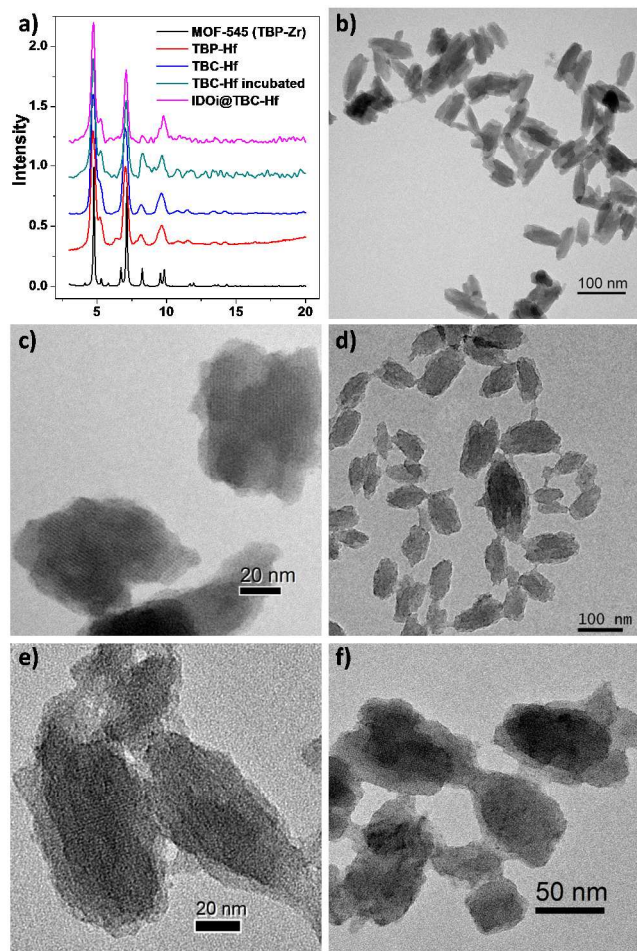 a)
MOF-545 (TBP-Zr)
TBP-Hf
TBC-Hf
TBC-Hf incubated
IDOi@TBC-Hf
Intensity
2.0
1.5
1.0
0.5
0.0
5 10 15 20
b)
100 nm
c)
20 nm
d)
100 nm
e)
20 nm
f)
50 nm